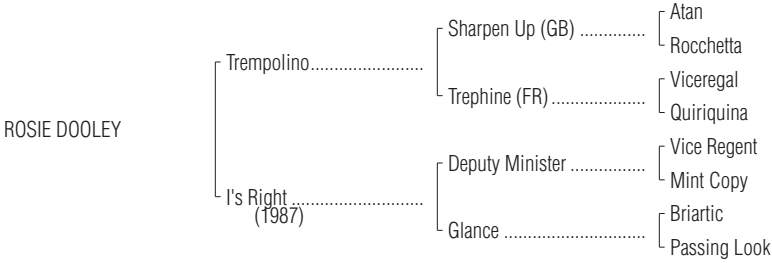 Atan
Sharpen Up (GB) ..............
Rocchetta
Trempolino........................
Viceregal
Trephine (FR) ....................
Quiriquina
ROSIE DOOLEY
Vice Regent
Deputy Minister ................
Mint Copy
I's Right ............................
(1987)
Briartic
Glance ..............................
Passing Look